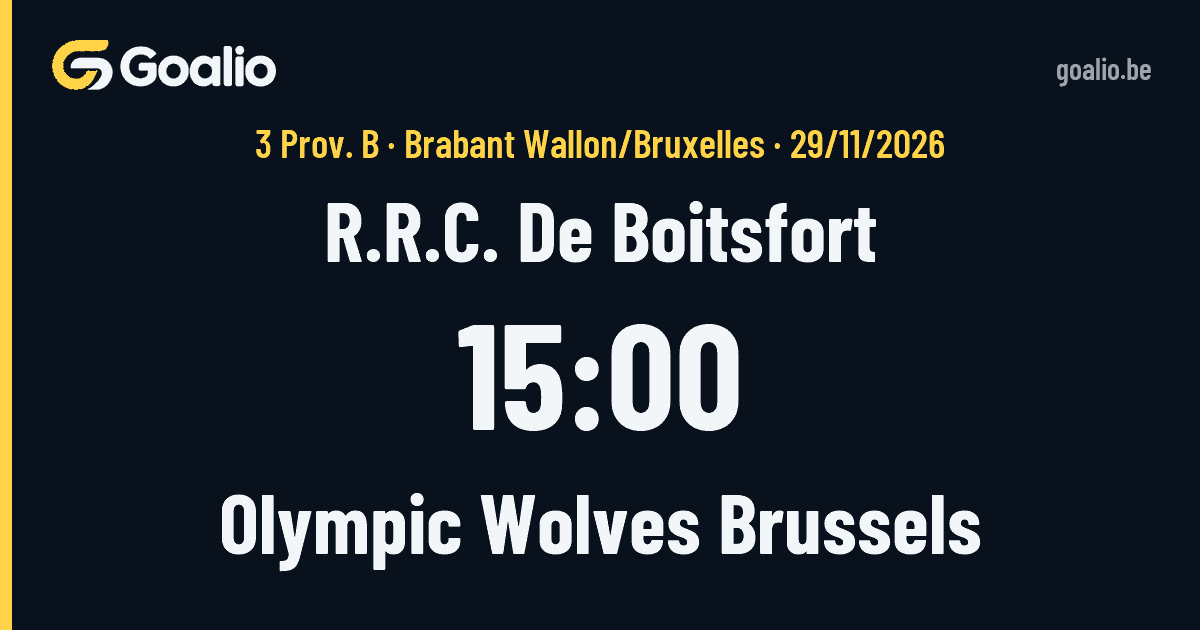 Goalio
goalio.be
3 Prov. B · Brabant Wallon/Bruxelles · 29/11/2026
R.R.C. De Boitsfort
15:00
Olympic Wolves Brussels